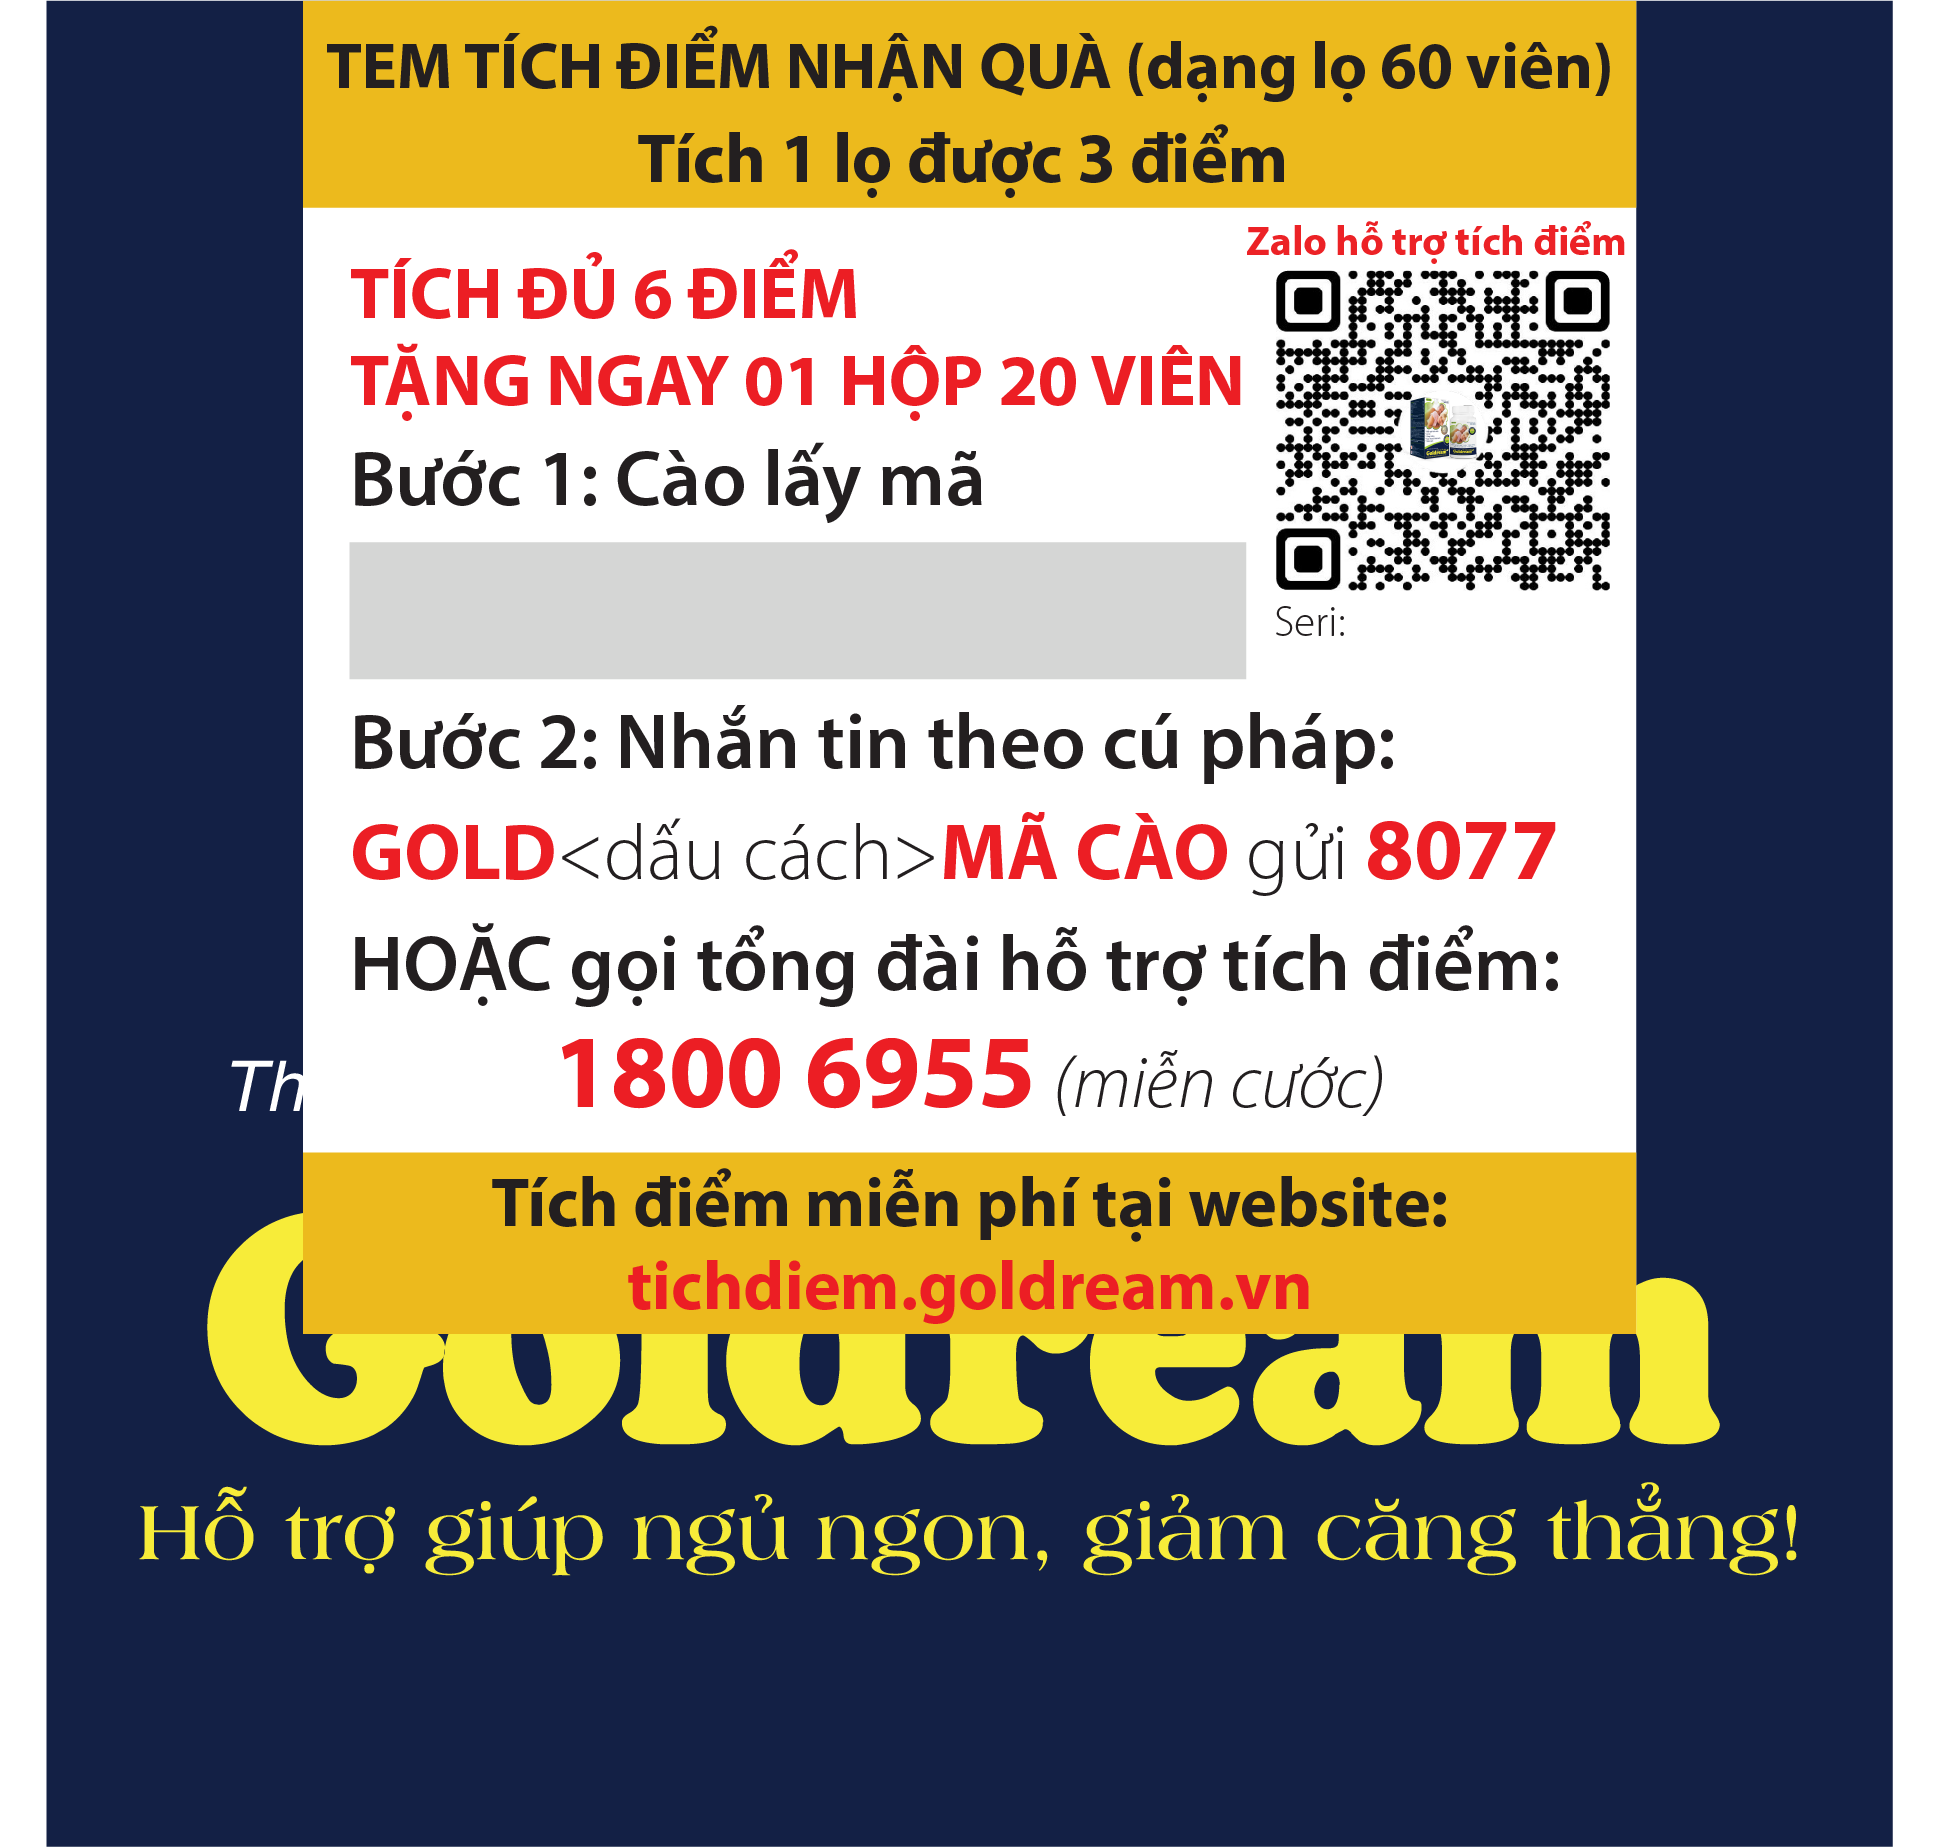 TEM TÍCH ĐIỂM NHẬN QUÀ (dạng lọ 60 viên)
Tích 1 lọ được 3 điểm
Zalo hỗ trợ tích điểm
TÍCH ĐỦ 6 ĐIỂM
TẶNG NGAY 01 HỘP 20 VIÊN
Bước 1: Cào lấy mã
Seri:
Bước 2: Nhắn tin theo cú pháp:
GOLD<dấu cách>MÃ CÀO gửi 8077
HOẶC gọi tổng đài hỗ trợ tích điểm:
1800 6955 (miễn cước)
Tích điểm miễn phí tại website:
tichdiem.goldream.vn
Goldream
Hỗ trợ giúp ngủ ngon, giảm căng thẳng!